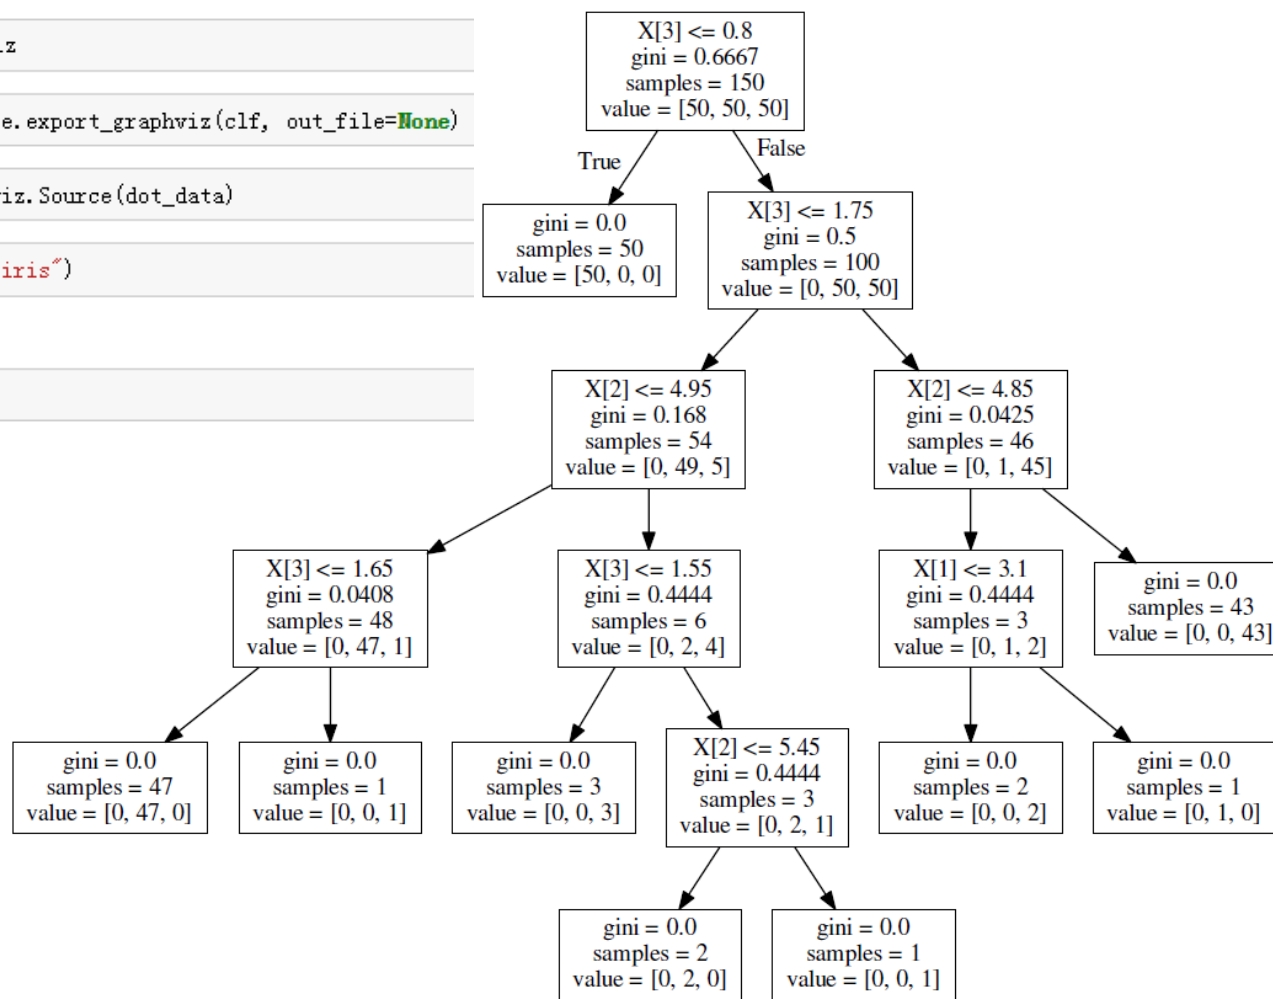 iz
e.export_graphviz(clf, out_file=None)
iz.Source(dot_data)
iris")
X[3] <= 0.8
gini = 0.6667
samples = 150
value = [50, 50, 50]
True
False
gini = 0.0
samples = 50
value = [50, 0, 0]
X[3] <= 1.75
gini = 0.5
samples = 100
value = [0, 50, 50]
X[2] <= 4.95
gini = 0.168
samples = 54
value = [0, 49, 5]
X[2] <= 4.85
gini = 0.0425
samples = 46
value = [0, 1, 45]
X[3] <= 1.65
gini = 0.0408
samples = 48
value = [0, 47, 1]
X[3] <= 1.55
gini = 0.4444
samples = 6
value = [0, 2, 4]
X[1] <= 3.1
gini = 0.4444
samples = 3
value = [0, 1, 2]
gini = 0.0
samples = 43
value = [0, 0, 43]
gini = 0.0
samples = 47
value = [0, 47, 0]
gini = 0.0
samples = 1
value = [0, 0, 1]
gini = 0.0
samples = 3
value = [0, 0, 3]
X[2] <= 5.45
gini = 0.4444
samples = 3
value = [0, 2, 1]
gini = 0.0
samples = 2
value = [0, 0, 2]
gini = 0.0
samples = 1
value = [0, 1, 0]
gini = 0.0
samples = 2
value = [0, 2, 0]
gini = 0.0
samples = 1
value = [0, 0, 1]